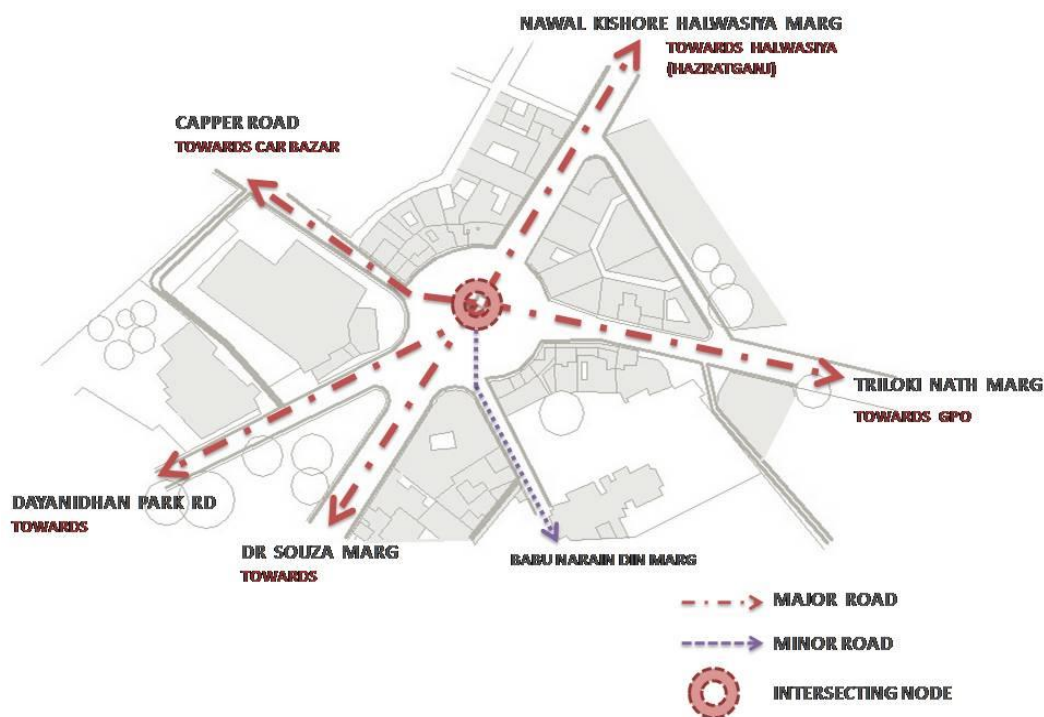 NAWAL KISHORE HALWASIYA MARG
TOWARDS HALWASIYA
(HAZRATGANJ)
CAPPER ROAD
TOWARDS CAR BAZAR
TRILOKI NATH MARG
TOWARDS GPO
DAYANIDHAN PARK RD
TOWARDS
DR SOUZA MARG
TOWARDS
BABU NARAIN DIN MARG
MAJOR ROAD
MINOR ROAD
INTERSECTING NODE